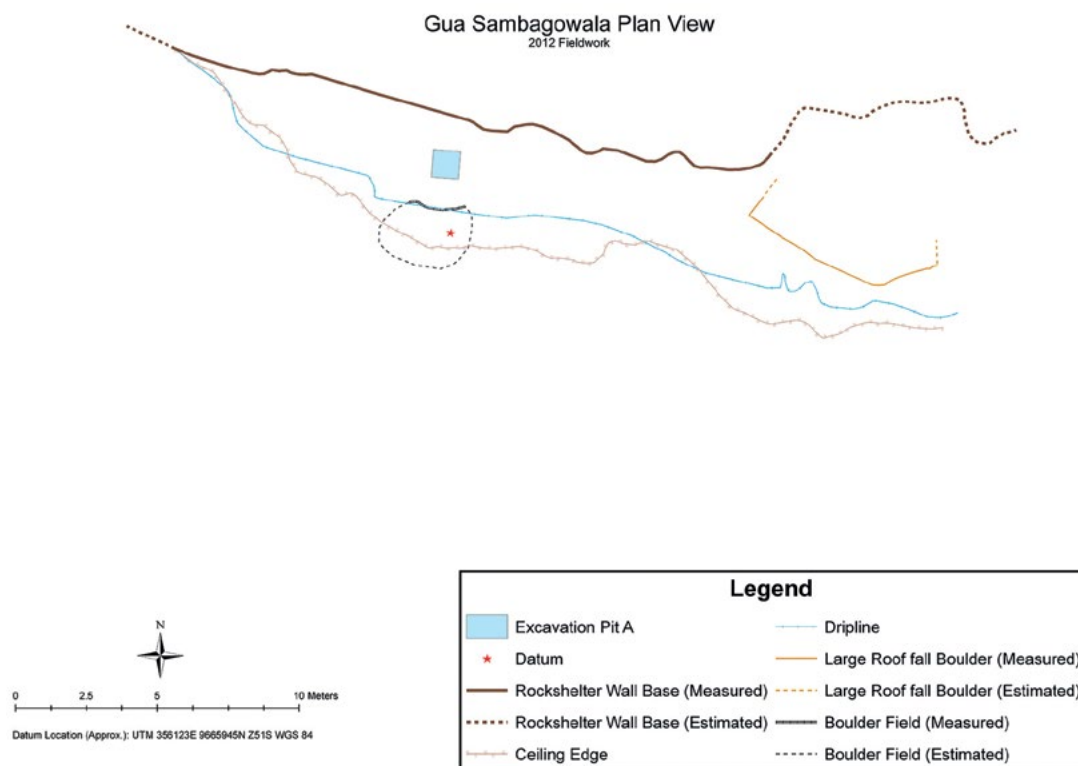 Gua Sambagowala Plan View
2012 Fieldwork
N
0 2.5 5 10 Meters
Datum Location (Approx.): UTM 356123E 9665945N Z51S WGS 84
Legend
Excavation Pit A
Datum
Rockshelter Wall Base (Measured)
Rockshelter Wall Base (Estimated)
Ceiling Edge
Dripline
Large Roof fall Boulder (Measured)
Large Roof fall Boulder (Estimated)
Boulder Field (Measured)
Boulder Field (Estimated)